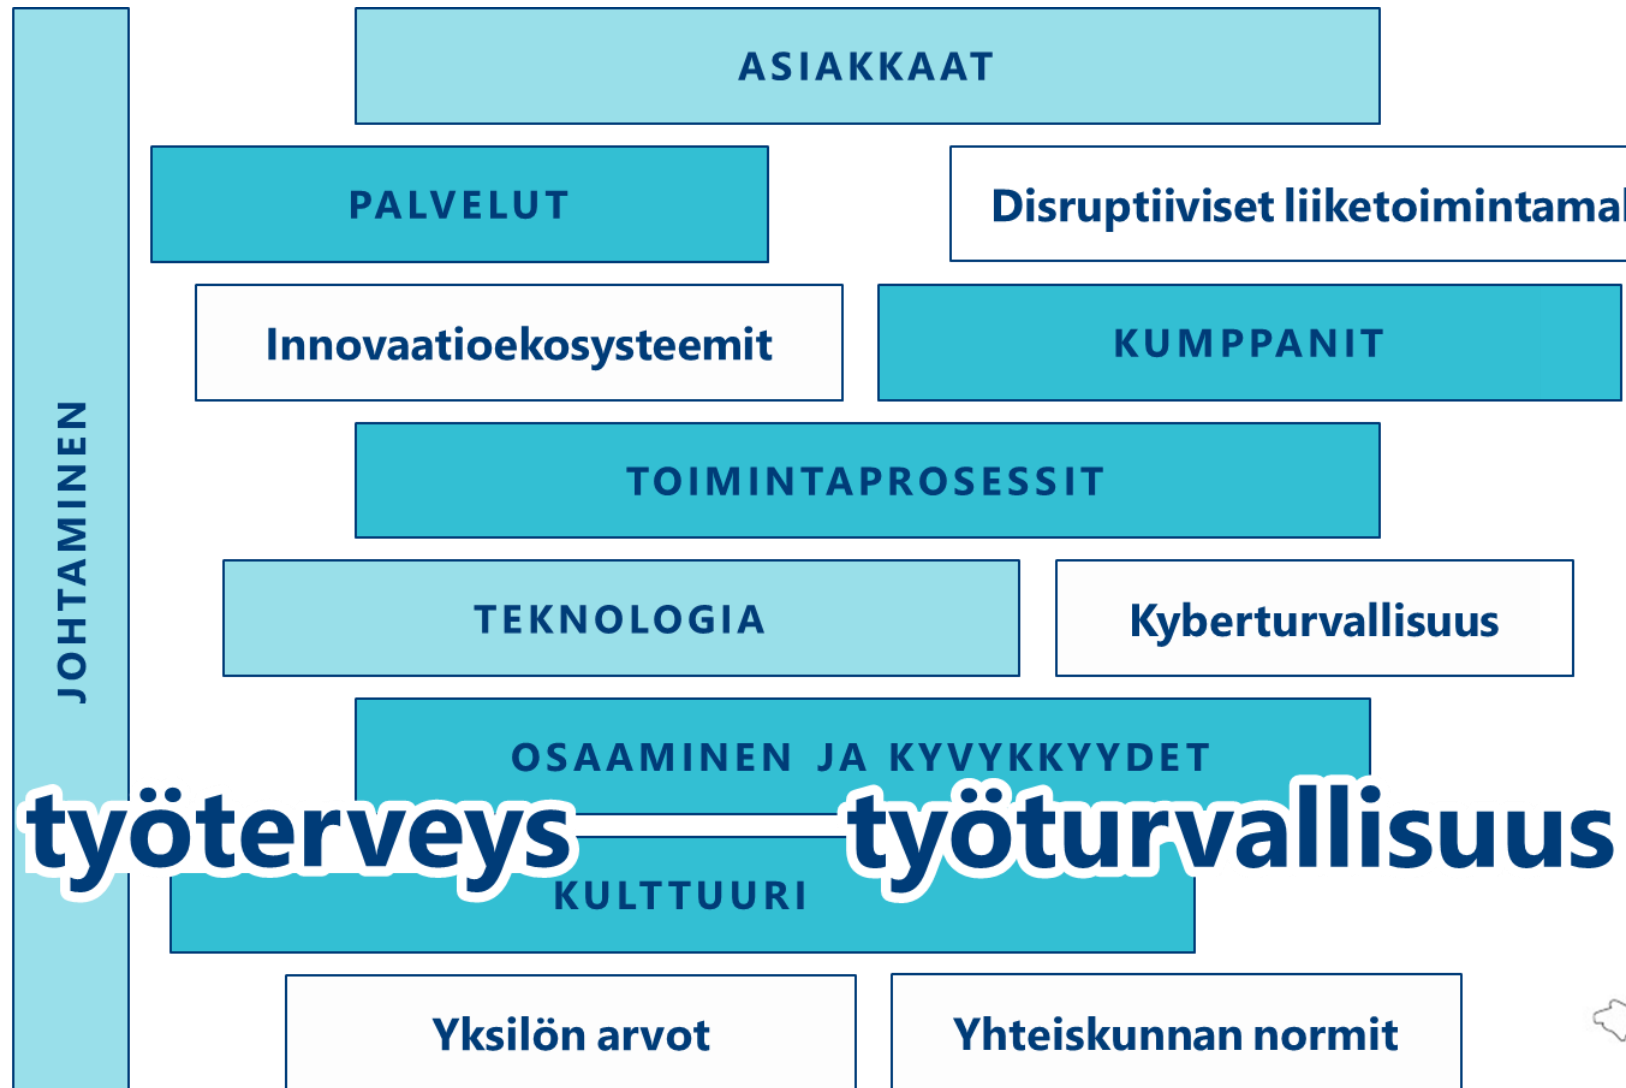 ASIAKKAAT
PALVELUT
Disruptiiviset liiketoimintamal
Innovaatioekosysteemit
KUMPPANIT
JOHTAMINEN
TOIMINTAPROSESSIT
TEKNOLOGIA
Kyberturvallisuus
OSAAMINEN JA KYVYKKYYDET
työterveys
työturvallisuus
KULTTUURI
Yksilön arvot
Yhteiskunnan normit